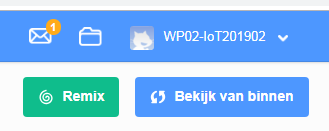 1
WP02-IoT201902
Remix
Bekijk van binnen